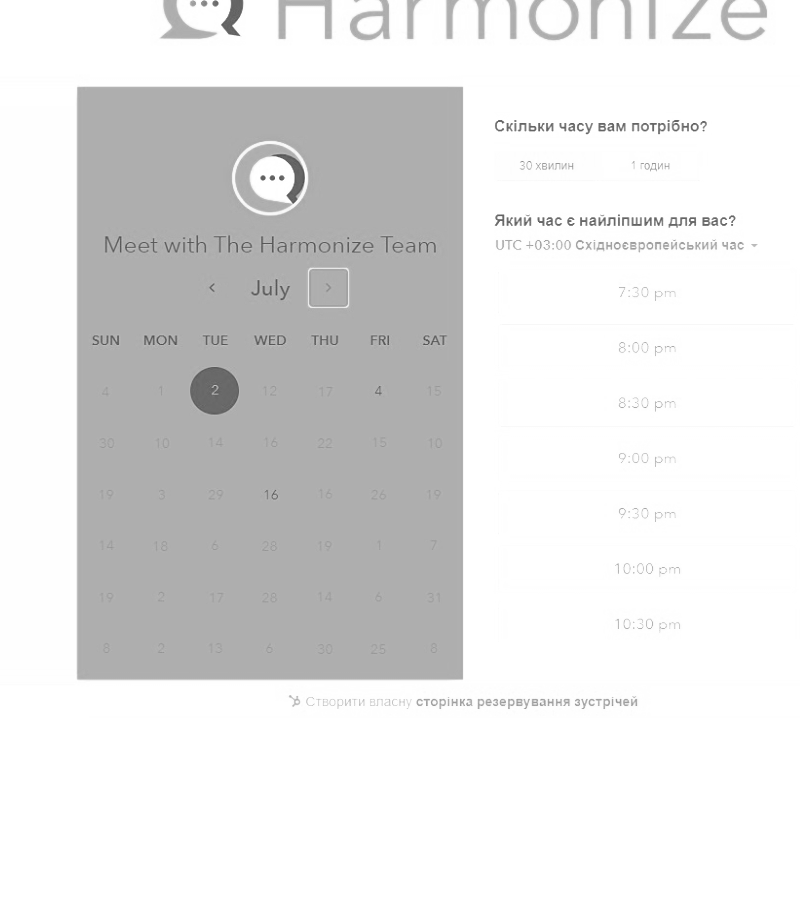 Harmonize
Meet with The Harmonize Team
July
SUN MON TUE WED THU FRI SAT
4 1 2 12 17 4 15
30 10 14 16 22 15 10
19 3 29 16 16 26 19
14 18 6 28 19 1 7
19 2 17 28 14 6 31
8 2 13 6 30 25 8
Скільки часу вам потрібно?
30 хвилин 1 годин
Який час є найліпшим для вас?
UTC +03:00 Східноєвропейський час
7:30 pm
8:00 pm
8:30 pm
9:00 pm
9:30 pm
10:00 pm
10:30 pm
Створити власну сторінка резервування зустрічей